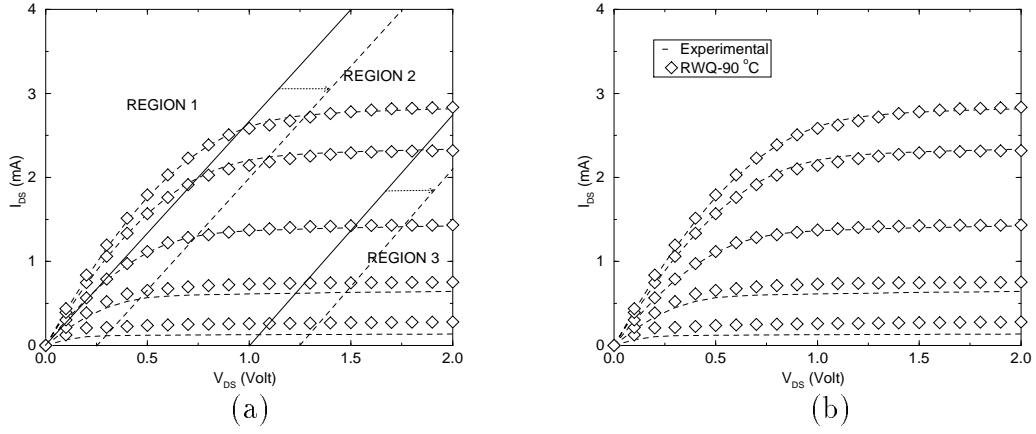 4
3
2
1
0
0.0
0.5
1.0
1.5
2.0
I_DS (mA)
V_DS (Volt)
REGION 1
REGION 2
REGION 3
(a)
4
3
2
1
0
0.0
0.5
1.0
1.5
2.0
I_DS (mA)
V_DS (Volt)
Experimental
RWQ-90 °C
(b)